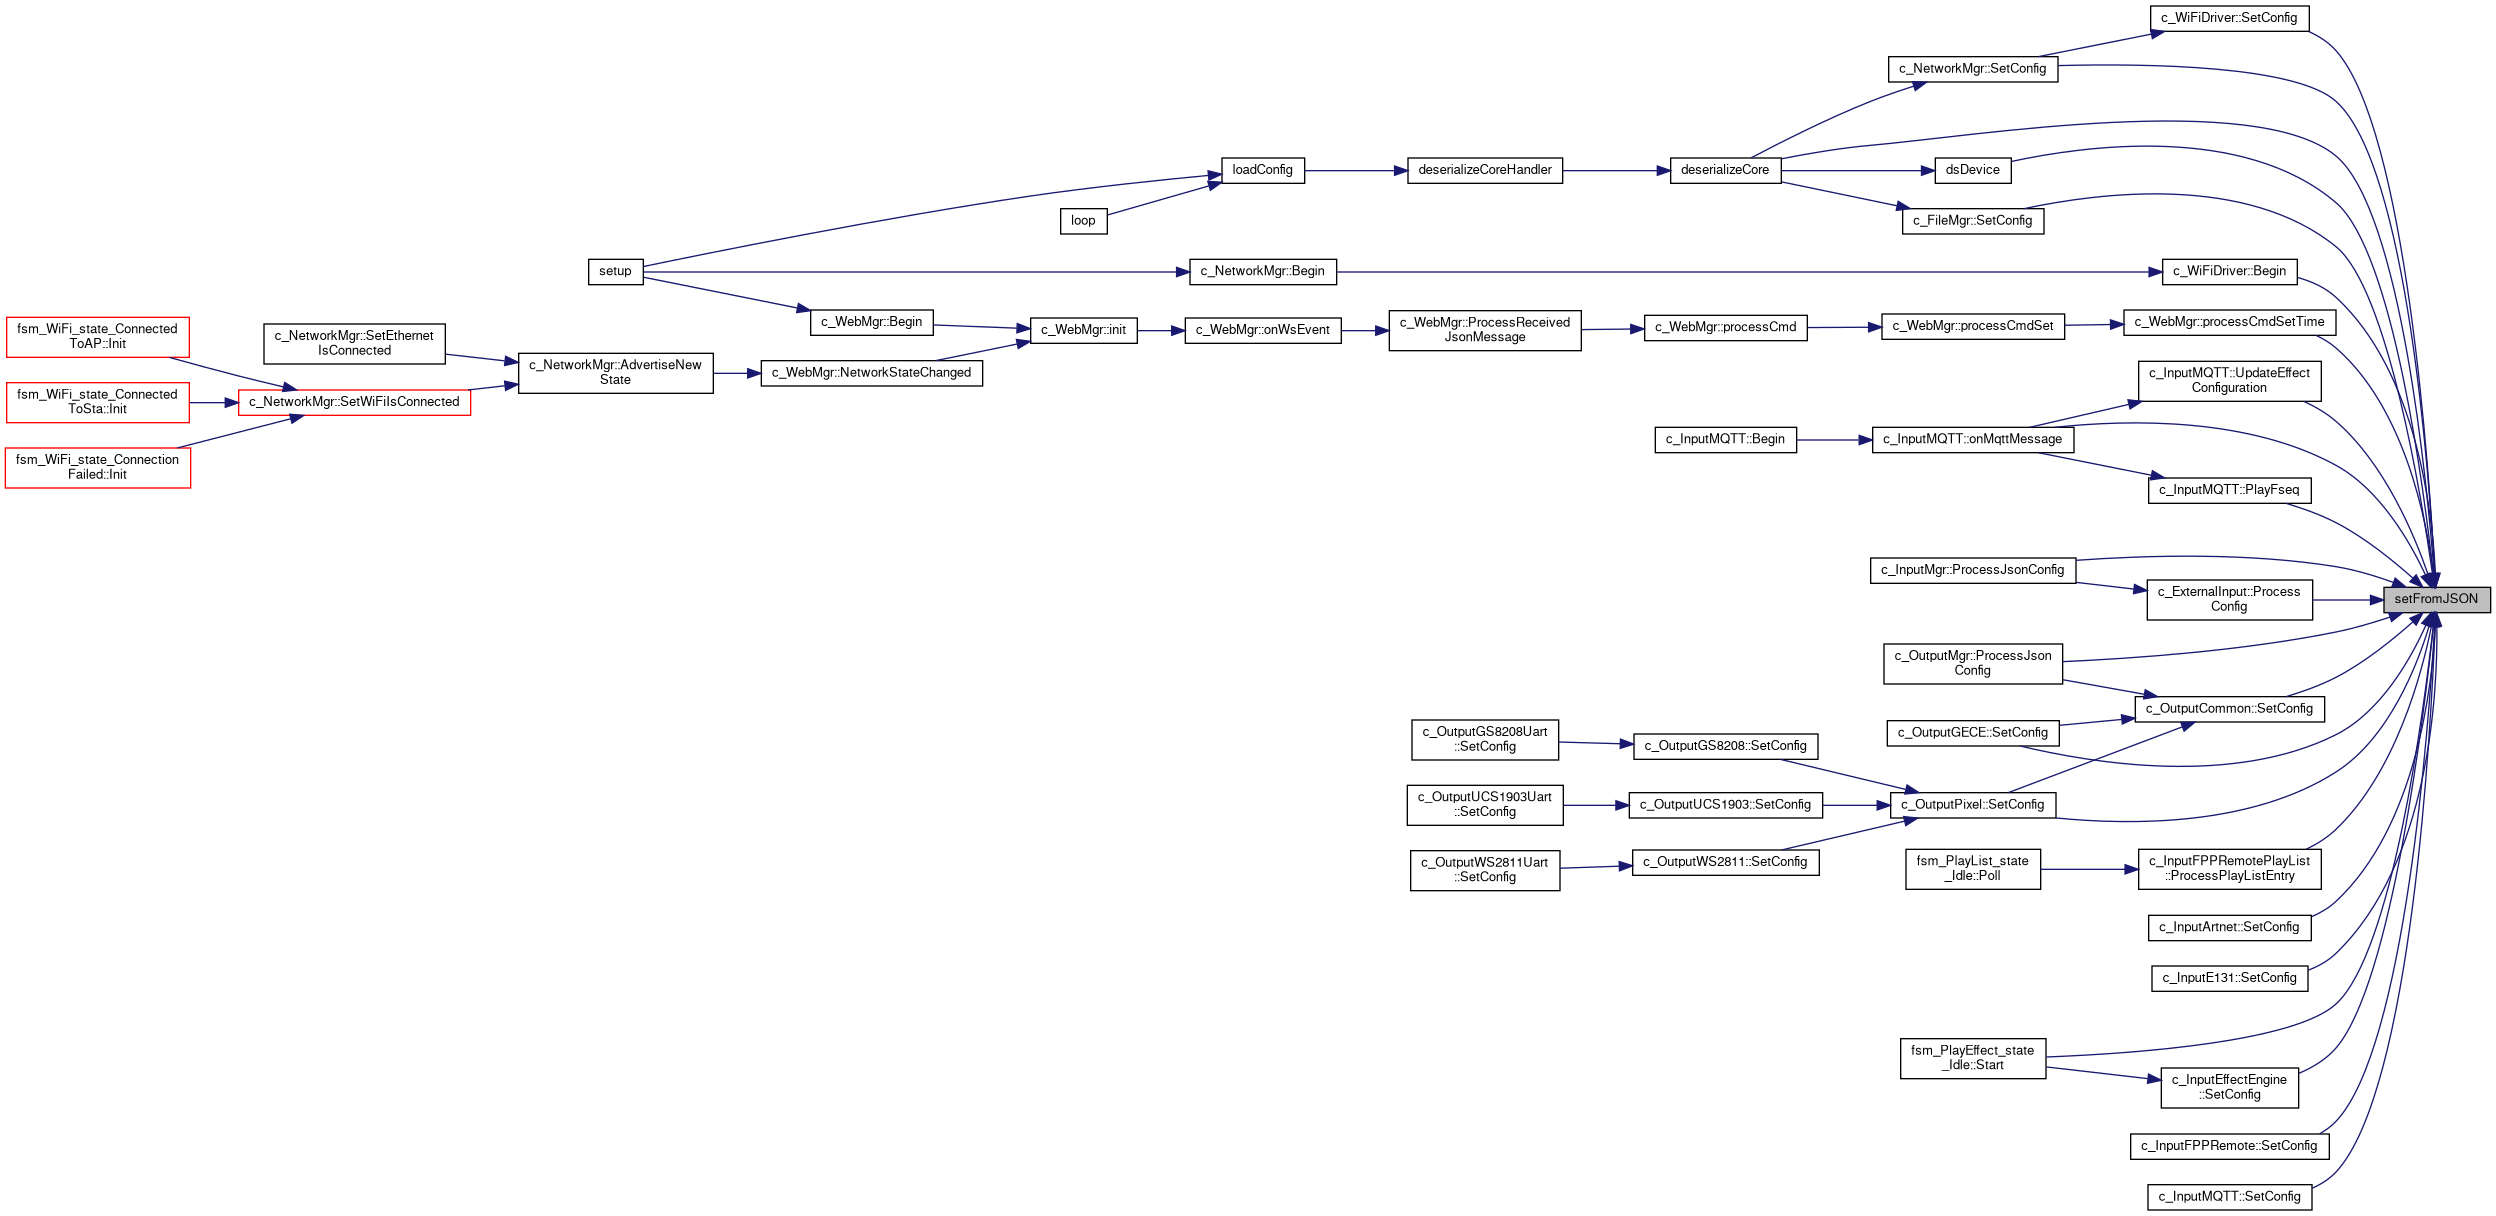 c_WiFiDriver::SetConfig
c_NetworkMgr::SetConfig
loadConfig
deserializeCoreHandler
deserializeCore
dsDevice
loop
c_FileMgr::SetConfig
setup
c_NetworkMgr::Begin
c_WiFiDriver::Begin
fsm_WiFi_state_Connected
ToAP::Init
c_NetworkMgr::SetEthernet
IsConnected
c_WebMgr::Begin
c_WebMgr::init
c_WebMgr::onWsEvent
c_WebMgr::ProcessReceived
JsonMessage
c_WebMgr::processCmd
c_WebMgr::processCmdSet
c_WebMgr::processCmdSetTime
c_NetworkMgr::AdvertiseNew
State
c_WebMgr::NetworkStateChanged
c_InputMQTT::UpdateEffect
Configuration
fsm_WiFi_state_Connected
ToSta::Init
c_NetworkMgr::SetWiFiIsConnected
c_InputMQTT::Begin
c_InputMQTT::onMqttMessage
fsm_WiFi_state_Connection
Failed::Init
c_InputMQTT::PlayFseq
c_InputMgr::ProcessJsonConfig
c_ExternalInput::Process
Config
setFromJSON
c_OutputMgr::ProcessJson
Config
c_OutputCommon::SetConfig
c_OutputGS8208Uart
::SetConfig
c_OutputGS8208::SetConfig
c_OutputGECE::SetConfig
c_OutputUCS1903Uart
::SetConfig
c_OutputUCS1903::SetConfig
c_OutputPixel::SetConfig
c_OutputWS2811Uart
::SetConfig
c_OutputWS2811::SetConfig
fsm_PlayList_state
_Idle::Poll
c_InputFPPRemotePlayList
::ProcessPlayListEntry
c_InputArtnet::SetConfig
c_InputE131::SetConfig
fsm_PlayEffect_state
_Idle::Start
c_InputEffectEngine
::SetConfig
c_InputFPPRemote::SetConfig
c_InputMQTT::SetConfig